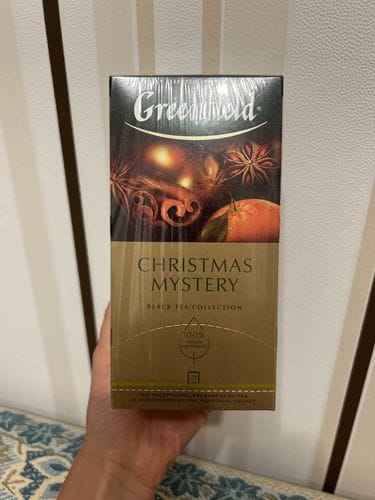 Greenfield®
CHRISTMAS
MYSTERY
BLACK TEA COLLECTION
100%
natural
ingredients
25
THE EXCEPTIONAL FRESHNESS OF TEA
IS GUARANTEED BY THE INDIVIDUAL SACHET